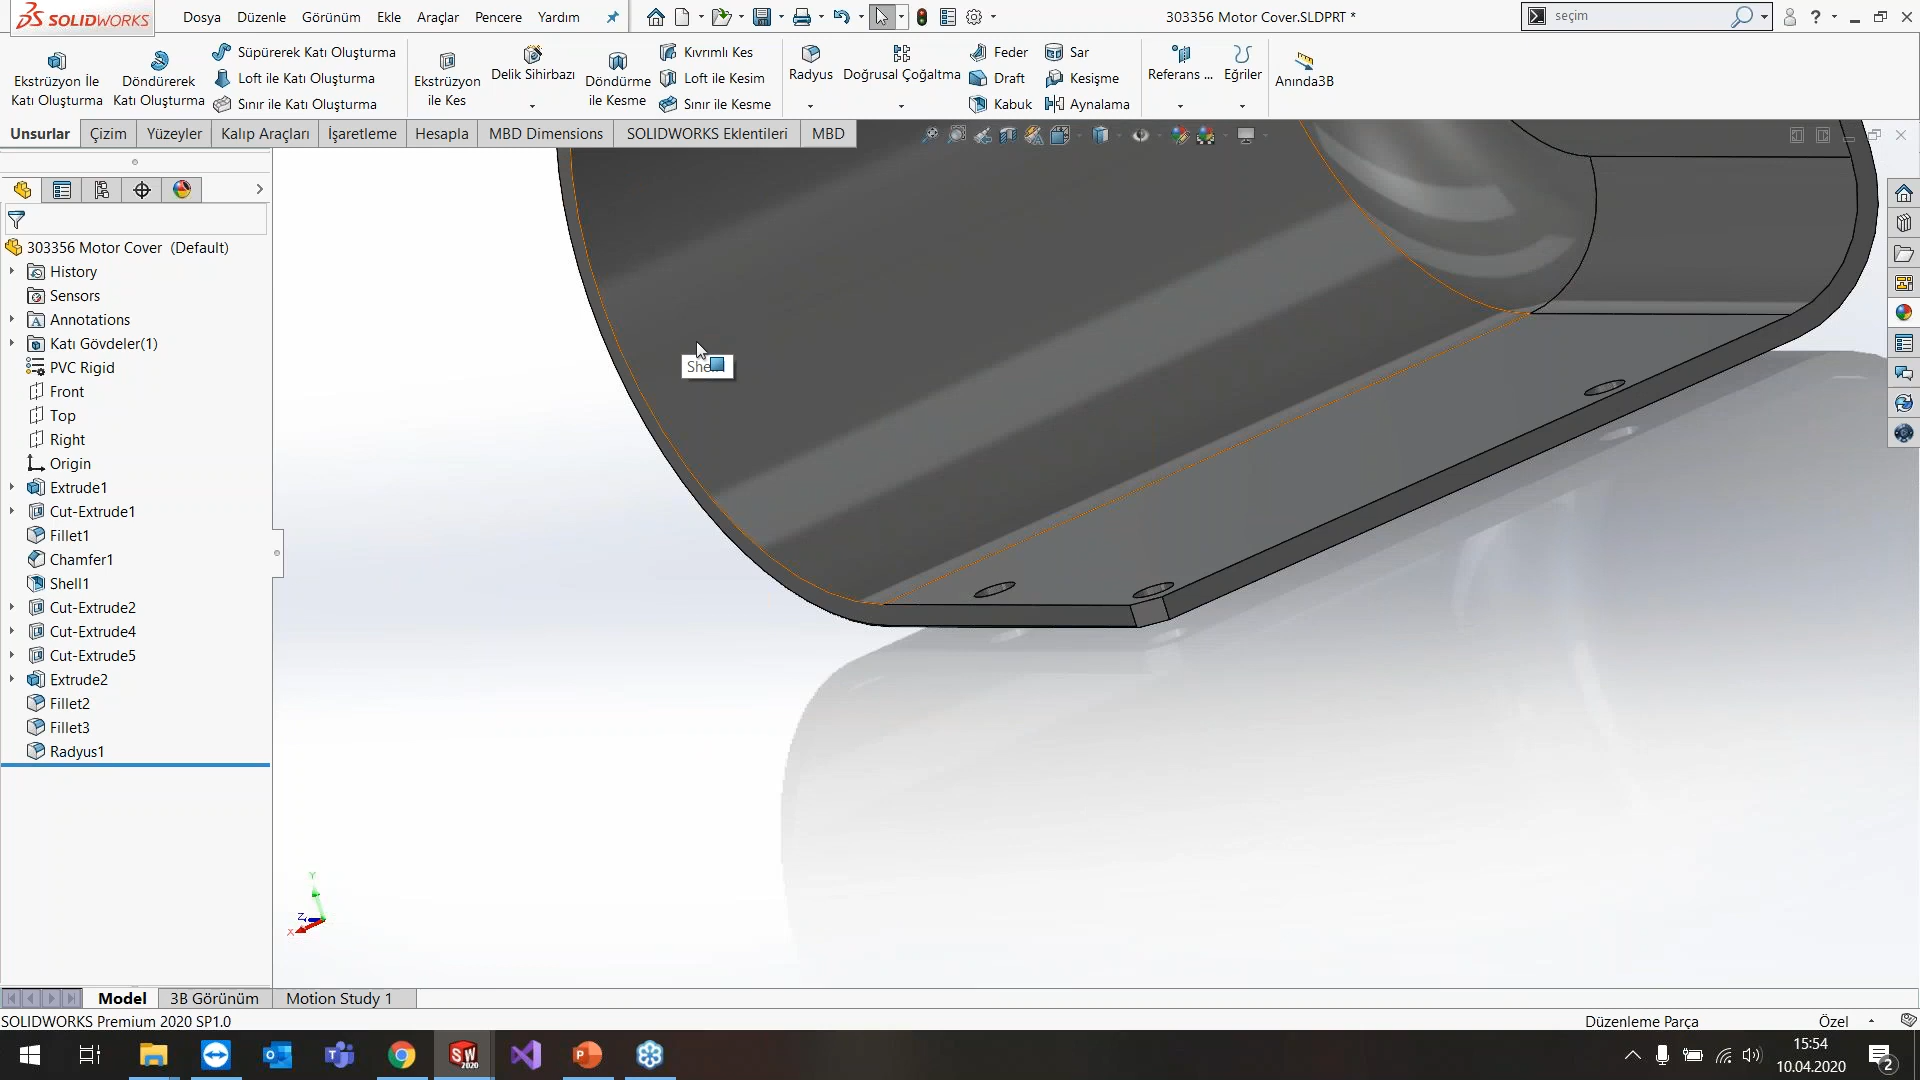 SOLIDWORKS
Dosya Düzenle Görünüm Ekle Araçlar Pencere Yardım
303356 Motor Cover.SLDPRT *
seçim
Ekstrüzyon İle
Katı Oluşturma
Döndürerek
Katı Oluşturma
Süpürerek Katı Oluşturma
Loft ile Katı Oluşturma
Sınır ile Katı Oluşturma
Ekstrüzyon
ile Kes
Delik Sihirbazı
Döndürme
ile Kesme
Kıvrımlı Kes
Loft ile Kesim
Sınır ile Kesme
Radyus
Doğrusal Çoğaltma
Feder
Draft
Kabuk
Sar
Kesişme
Aynalama
Referans ...
Eğriler
Anında3B
Unsurlar Çizim Yüzeyler Kalıp Araçları İşaretleme Hesapla MBD Dimensions SOLIDWORKS Eklentileri MBD
303356 Motor Cover (Default)
History
Sensors
Annotations
Katı Gövdeler(1)
PVC Rigid
Front
Top
Right
Origin
Extrude1
Cut-Extrude1
Fillet1
Chamfer1
Shell1
Cut-Extrude2
Cut-Extrude4
Cut-Extrude5
Extrude2
Fillet2
Fillet3
Radyus1
Y
Z
X
Model 3B Görünüm Motion Study 1
SOLIDWORKS Premium 2020 SP1.0
Düzenleme Parça
Özel
SW
2020
15:54
10.04.2020
2